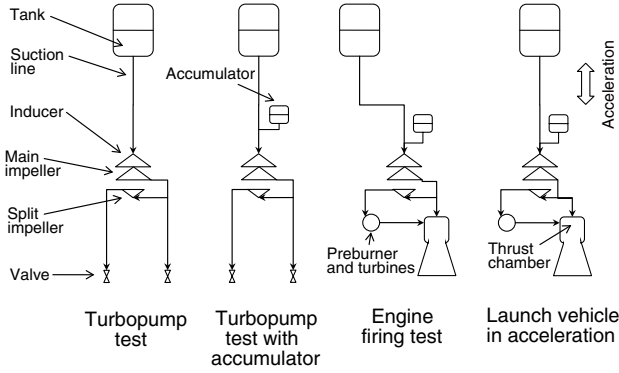 Tank
Suction
line
Accumulator
Acceleration
Inducer
Main
impeller
Split
impeller
Preburner
and turbines
Thrust
chamber
Valve
Turbopump
test
Turbopump
test with
accumulator
Engine
firing test
Launch vehicle
in acceleration